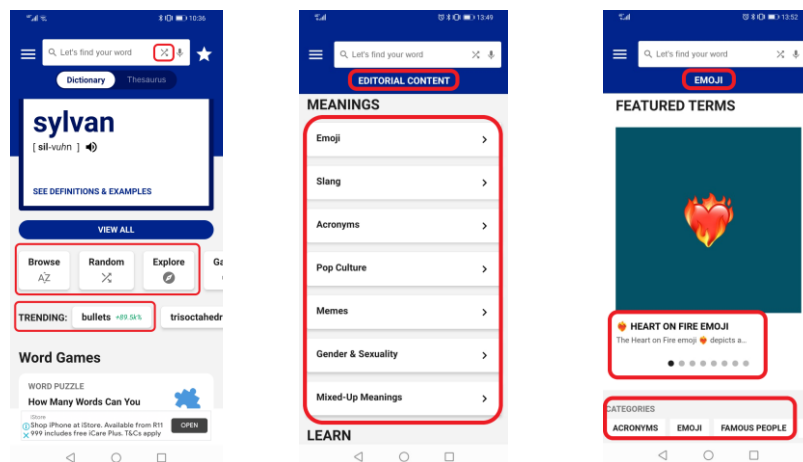 10:36
Let's find your word
Dictionary Thesaurus
sylvan
[ sil-vuhn ]
SEE DEFINITIONS & EXAMPLES
VIEW ALL
Browse Random Explore Ga
AZ
TRENDING: bullets +89.5k% trisoctahedr
Word Games
WORD PUZZLE
How Many Words Can You
iStore
Shop iPhone at iStore. Available from R11
999 includes free iCare Plus. T&Cs apply
OPEN
13:49
Let's find your word
EDITORIAL CONTENT
MEANINGS
Emoji
Slang
Acronyms
Pop Culture
Memes
Gender & Sexuality
Mixed-Up Meanings
LEARN
13:52
Let's find your word
EMOJI
FEATURED TERMS
HEART ON FIRE EMOJI
The Heart on Fire emoji ❤️‍🔥 depicts a...
CATEGORIES
ACRONYMS EMOJI FAMOUS PEOPLE